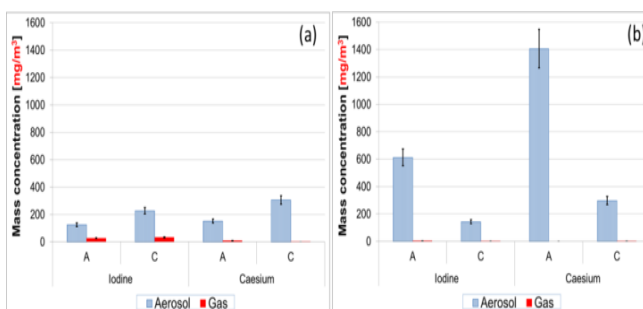 (a)
Mass concentration [mg/m³]
1600
1400
1200
1000
800
600
400
200
0
A
C
A
C
Iodine
Caesium
Aerosol
Gas
(b)
Mass concentration [mg/m³]
1600
1400
1200
1000
800
600
400
200
0
A
C
A
C
Iodine
Caesium
Aerosol
Gas